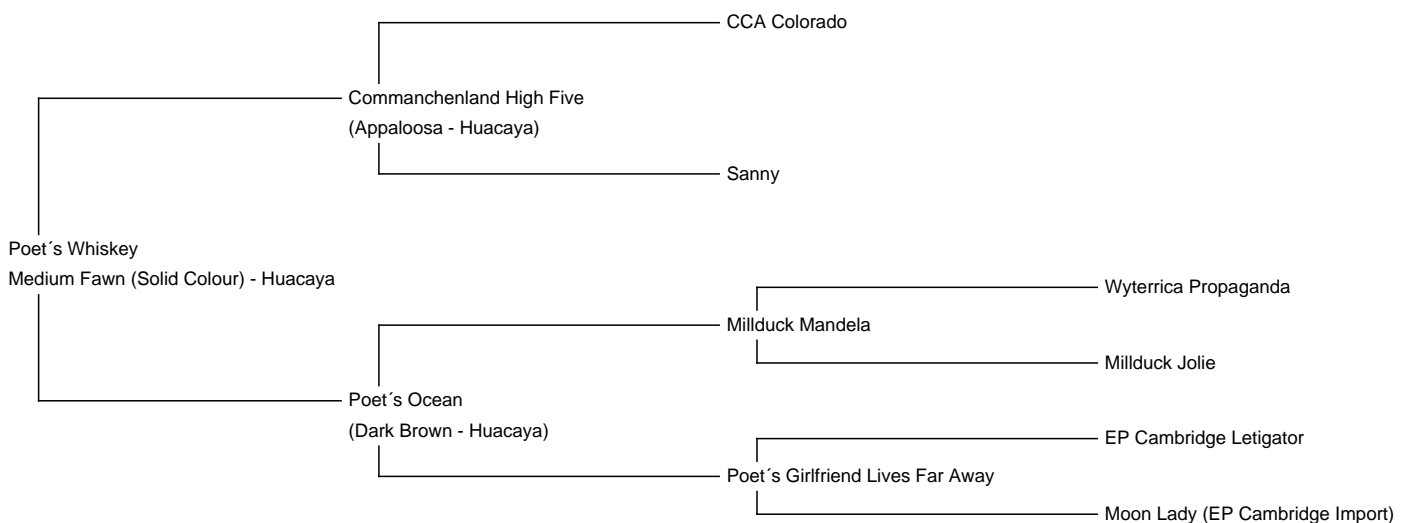 CCA Colorado
Commanchenland High Five
(Appaloosa - Huacaya)
Sanny
Poet´s Whiskey
Medium Fawn (Solid Colour) - Huacaya
Wyterrica Propaganda
Millduck Mandela
Millduck Jolie
Poet´s Ocean
(Dark Brown - Huacaya)
EP Cambridge Letigator
Poet´s Girlfriend Lives Far Away
Moon Lady (EP Cambridge Import)